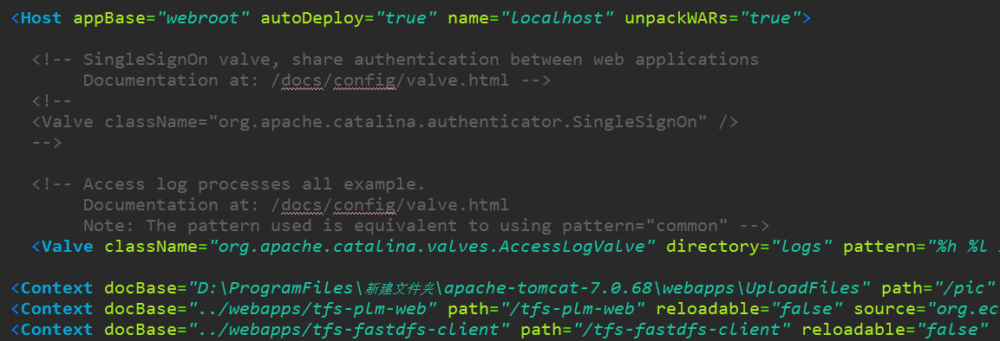 <Host appBase="webroot" autoDeploy="true" name="localhost" unpackWARs="true">
<!-- SingleSignOn valve, share authentication between web applications
Documentation at: /docs/config/valve.html -->
<!--
<Valve className="org.apache.catalina.authenticator.SingleSignOn" />
-->
<!-- Access log processes all example.
Documentation at: /docs/config/valve.html
Note: The pattern used is equivalent to using pattern="common" -->
<Valve className="org.apache.catalina.valves.AccessLogValve" directory="logs" pattern="%h %l
<Context docBase="D:\ProgramFiles\新建文件夹\apache-tomcat-7.0.68\webapps\UploadFiles" path="/pic"
<Context docBase="../webapps/tfs-plm-web" path="/tfs-plm-web" reloadable="false" source="org.ec
<Context docBase="../webapps/tfs-fastdfs-client" path="/tfs-fastdfs-client" reloadable="false"